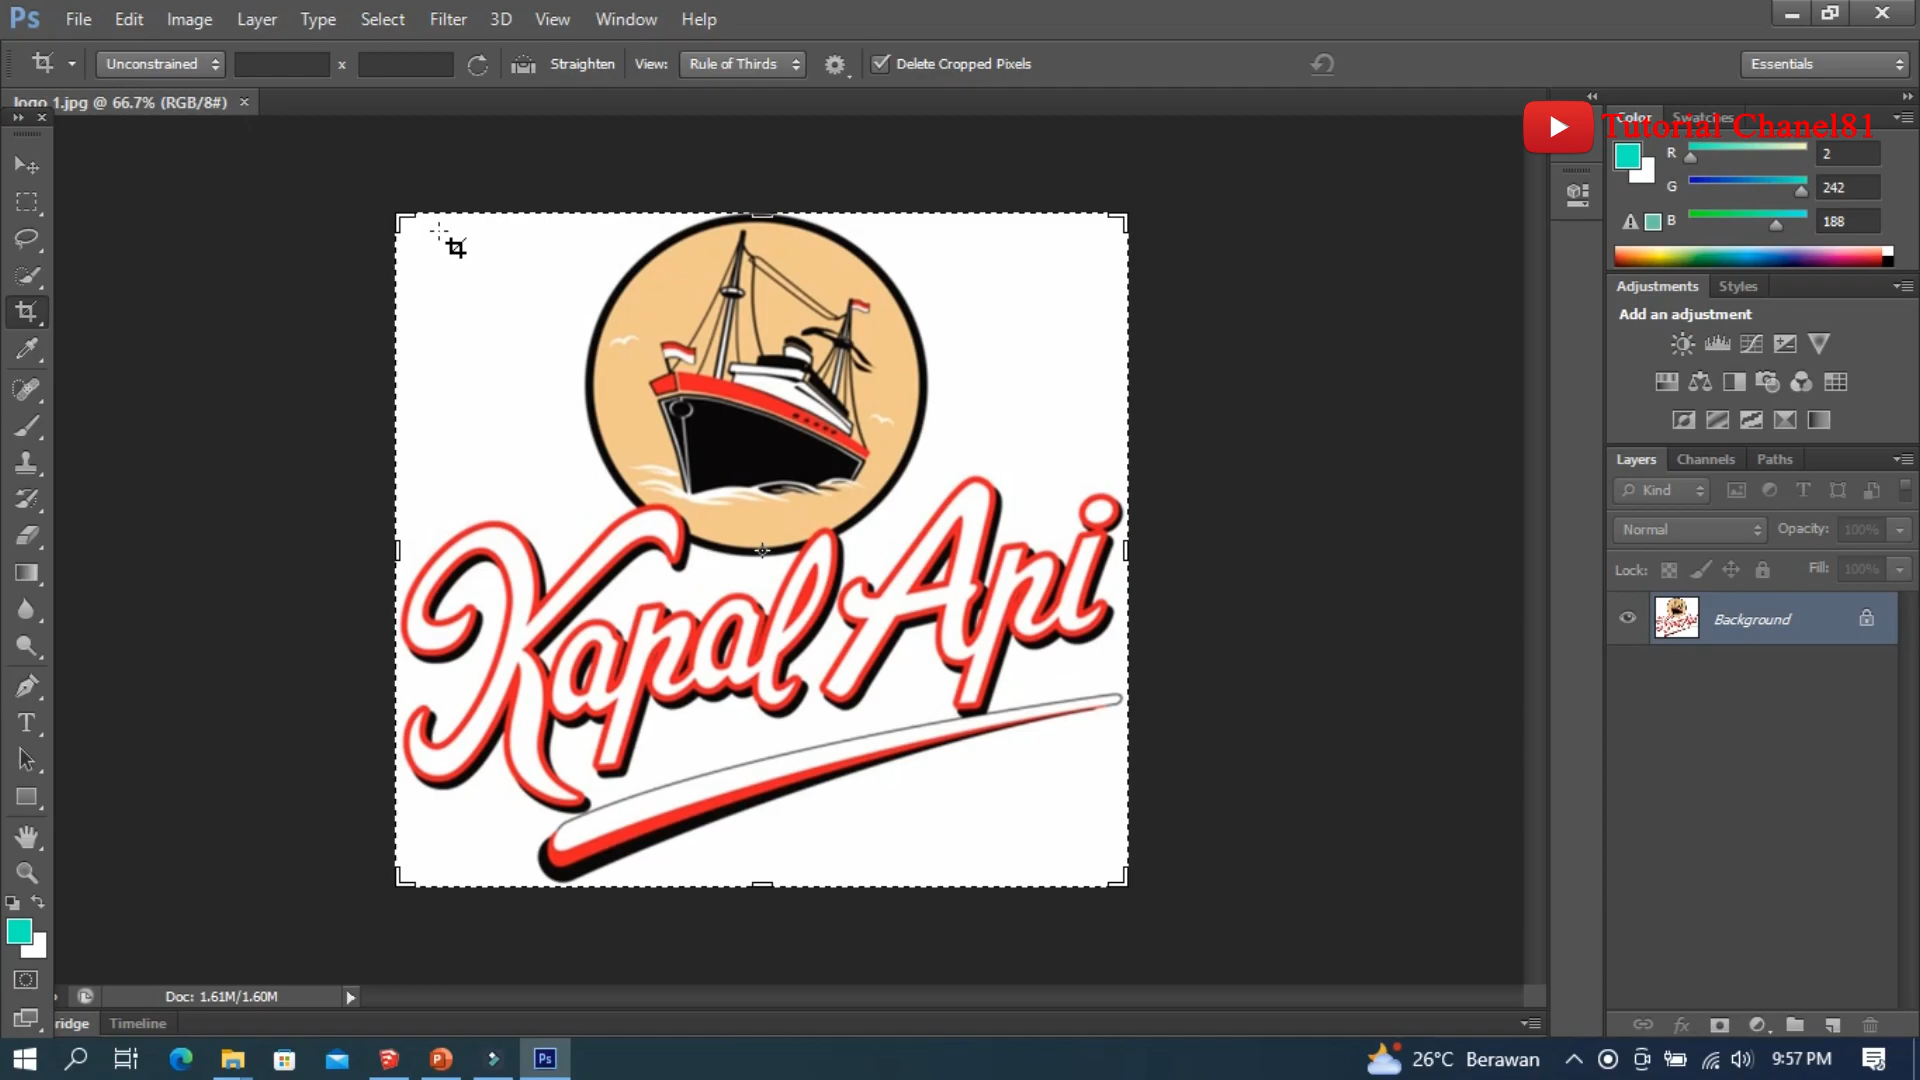 Ps File Edit Image Layer Type Select Filter 3D View Window Help
Unconstrained x Straighten View: Rule of Thirds Delete Cropped Pixels Essentials
logo 1.jpg @ 66.7% (RGB/8#)
Tutorial Chanel81
Color Swatches
R 2
G 242
B 188
Adjustments Styles
Add an adjustment
Kapal Api
Layers Channels Paths
Kind
Normal Opacity: 100%
Lock: Fill: 100%
Background
Doc: 1.61M/1.60M
ridge Timeline
26°C Berawan 9:57 PM